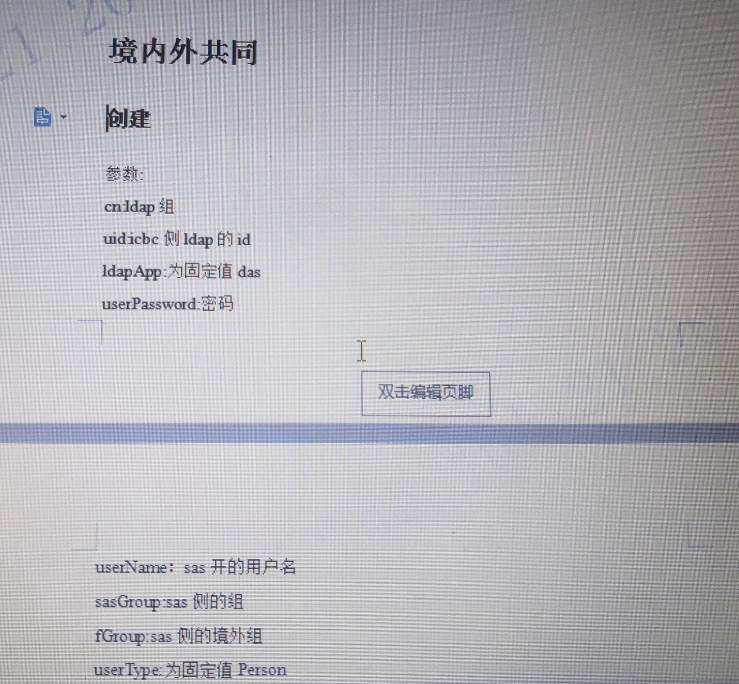 境内外共同
创建
参数:
cn:ldap 组
uid:icbc 侧 ldap 的 id
ldapApp:为固定值 das
userPassword:密码
双击编辑页脚
userName：sas 开的用户名
sasGroup:sas 侧的组
fGroup:sas 侧的境外组
userType:为固定值 Person